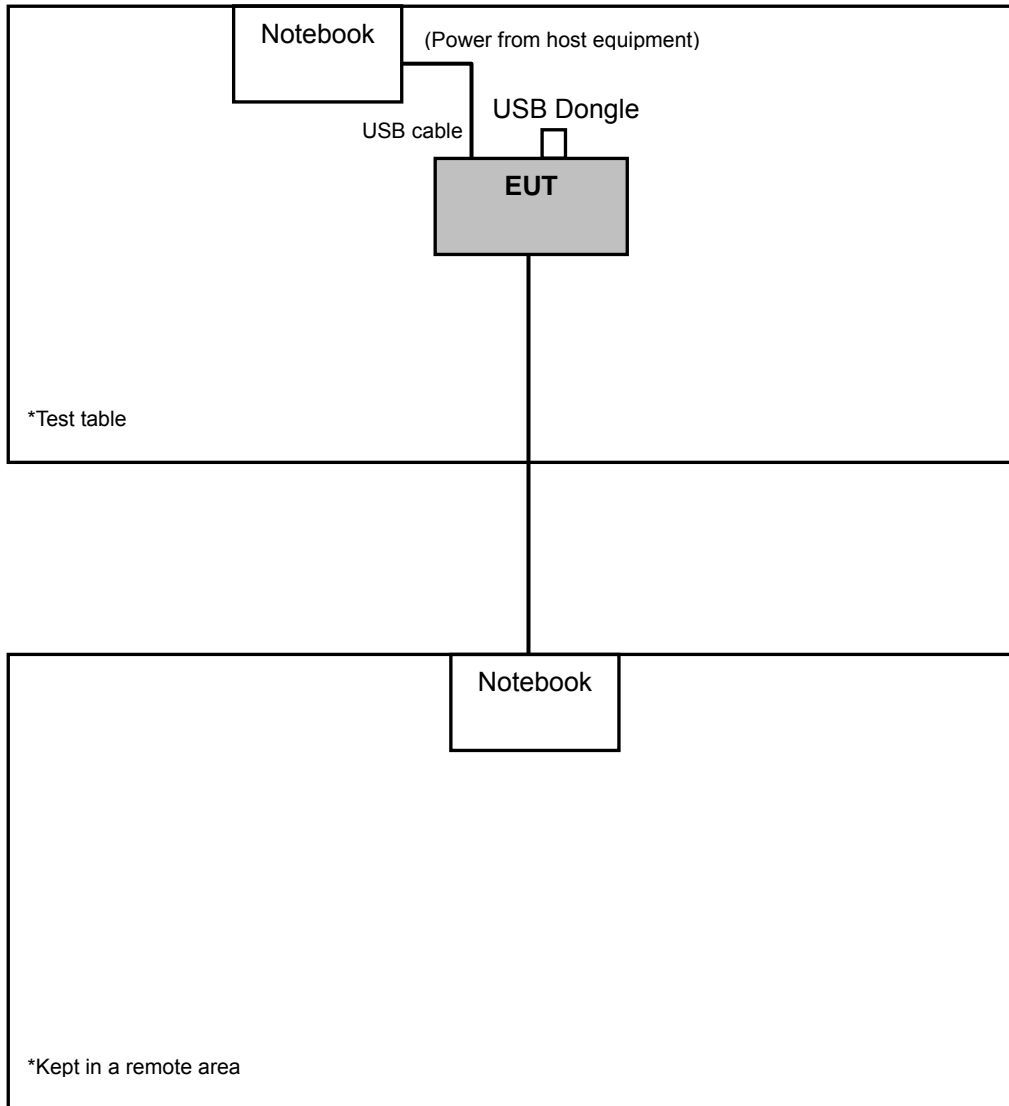 Notebook
(Power from host equipment)
USB Dongle
USB cable
EUT
*Test table
Notebook
*Kept in a remote area